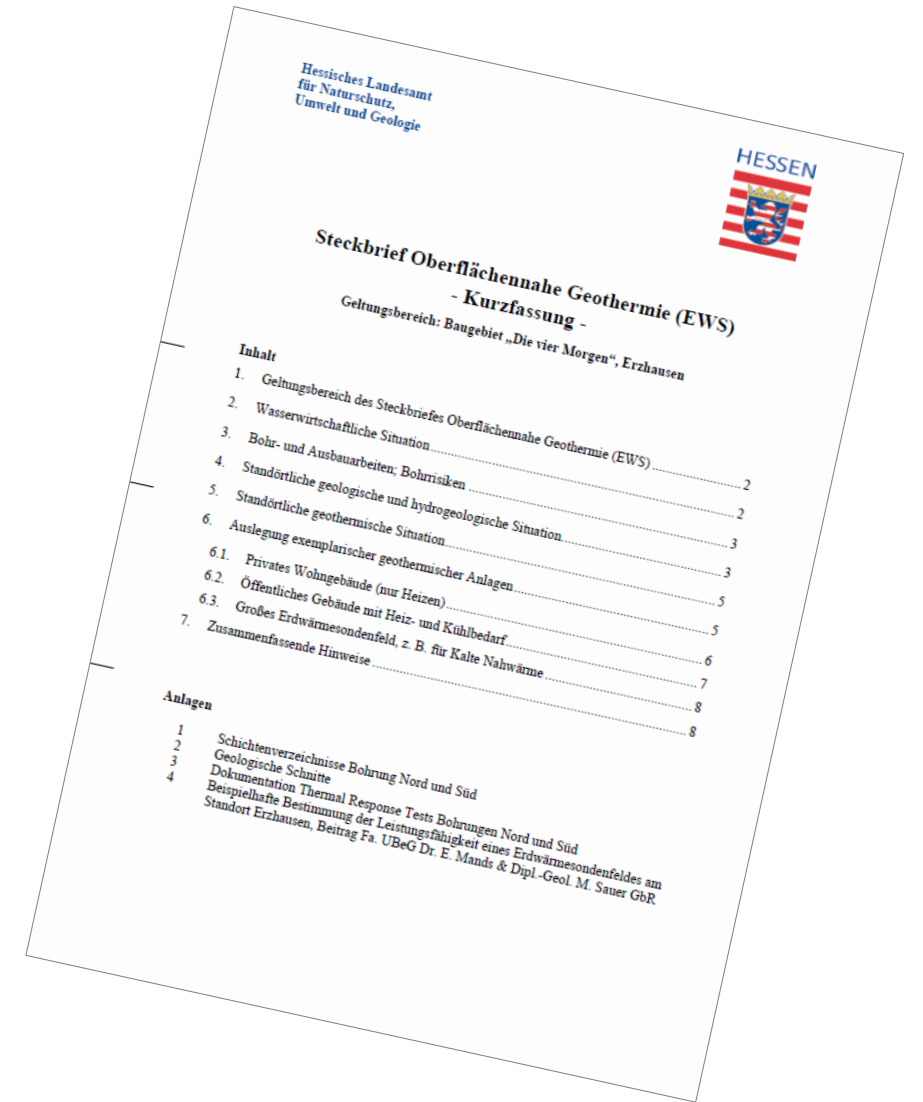 Hessisches Landesamt
für Naturschutz,
Umwelt und Geologie
HESSEN
Steckbrief Oberflächennahe Geothermie (EWS)
- Kurzfassung -
Geltungsbereich: Baugebiet „Die vier Morgen“, Erzhausen
Inhalt
1. Geltungsbereich des Steckbriefes Oberflächennahe Geothermie (EWS) ........ 2
2. Wasserwirtschaftliche Situation ........ 2
3. Bohr- und Ausbauarbeiten; Bohrrisiken ........ 3
4. Standörtliche geologische und hydrogeologische Situation ........ 3
5. Standörtliche geothermische Situation ........ 5
6. Auslegung exemplarischer geothermischer Anlagen ........ 5
6.1. Privates Wohngebäude (nur Heizen) ........ 6
6.2. Öffentliches Gebäude mit Heiz- und Kühlbedarf ........ 7
6.3. Großes Erdwärmesondenfeld, z. B. für Kalte Nahwärme ........ 8
7. Zusammenfassende Hinweise ........ 8
Anlagen
1 Schichtenverzeichnisse Bohrung Nord und Süd
2 Geologische Schnitte
3 Dokumentation Thermal Response Tests Bohrungen Nord und Süd
4 Beispielhafte Bestimmung der Leistungsfähigkeit eines Erdwärmesondenfeldes am
Standort Erzhausen, Beitrag Fa. UBeG Dr. E. Mands & Dipl.-Geol. M. Sauer GbR